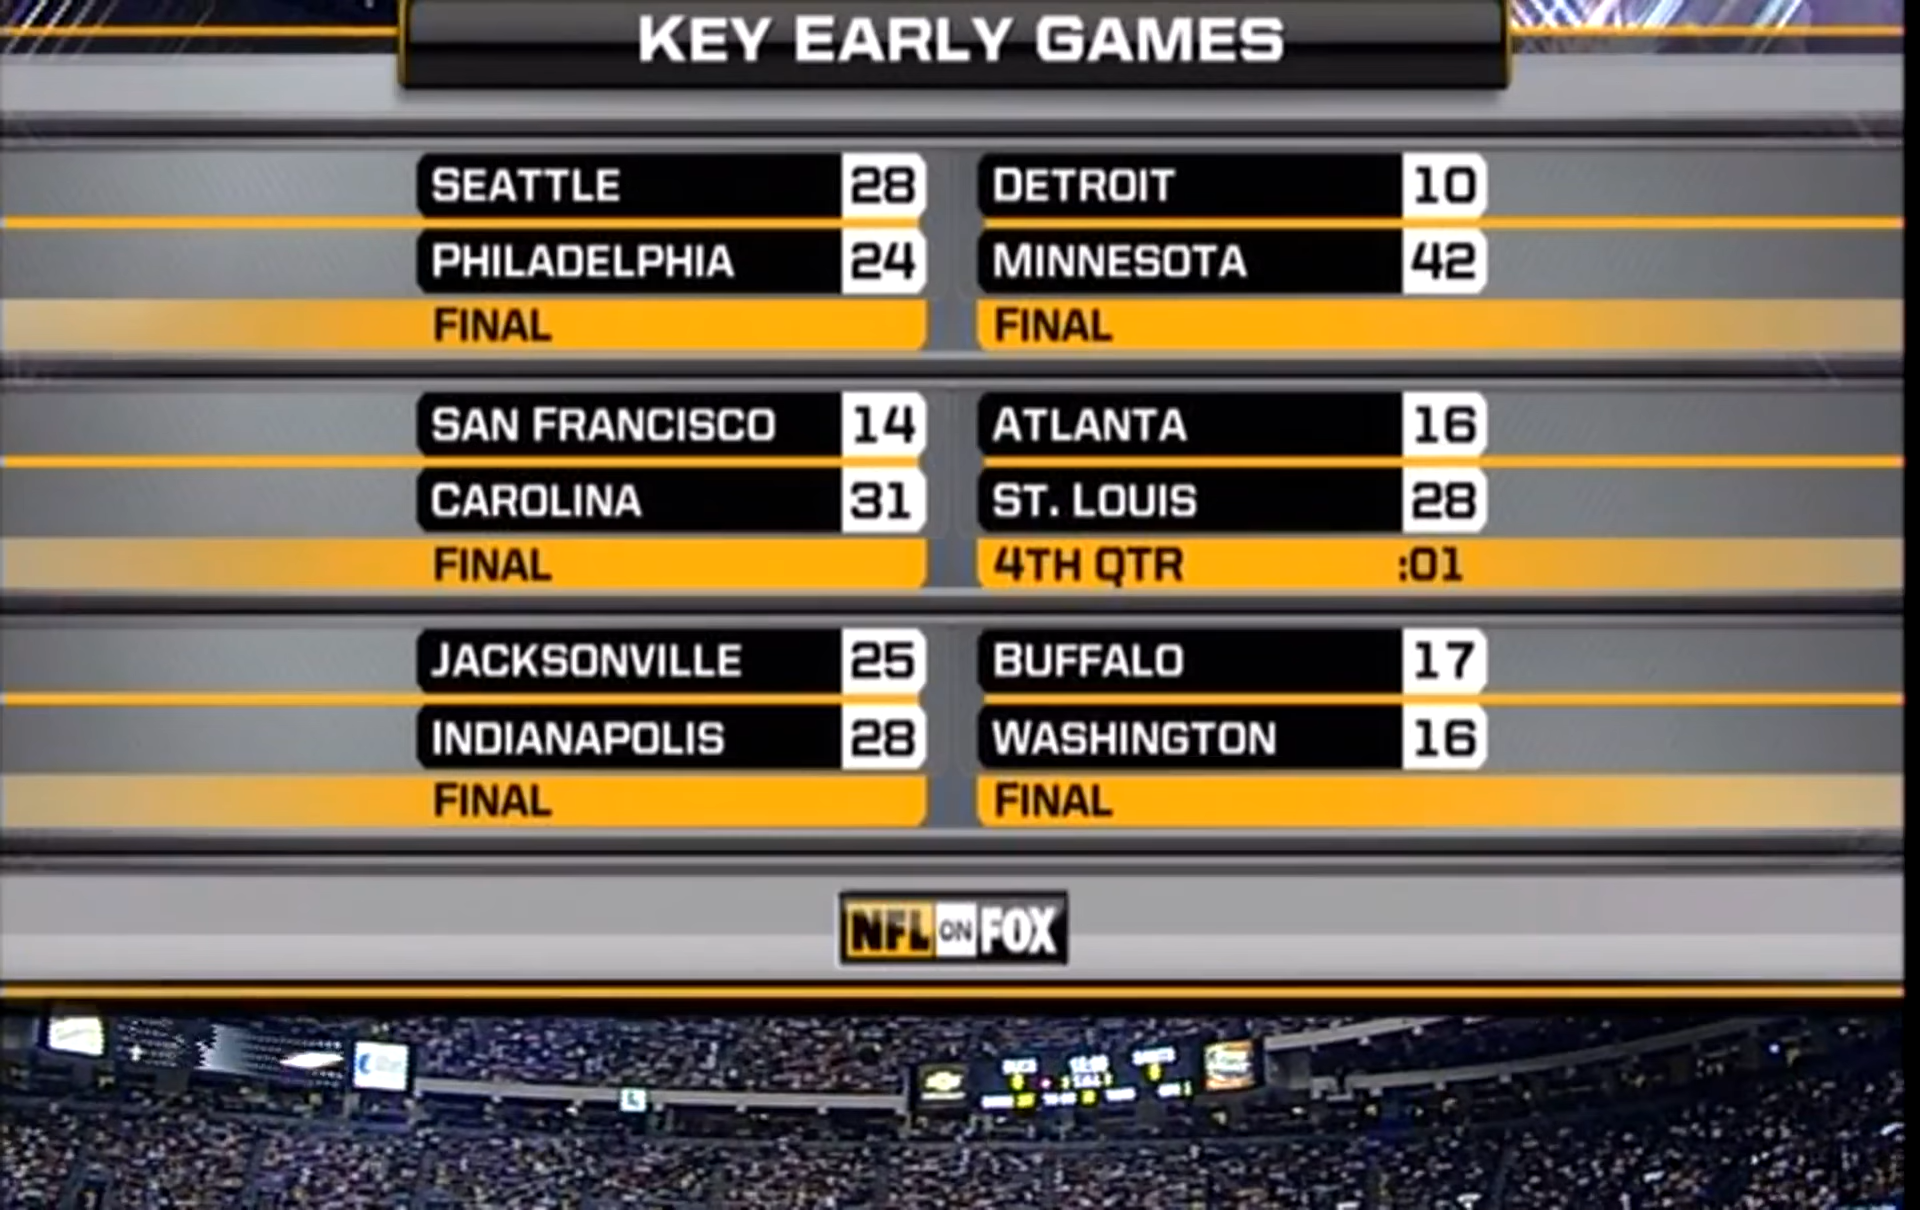 KEY EARLY GAMES
SEATTLE 28
PHILADELPHIA 24
FINAL
DETROIT 10
MINNESOTA 42
FINAL
SAN FRANCISCO 14
CAROLINA 31
FINAL
ATLANTA 16
ST. LOUIS 28
4TH QTR :01
JACKSONVILLE 25
INDIANAPOLIS 28
FINAL
BUFFALO 17
WASHINGTON 16
FINAL
NFL ON FOX